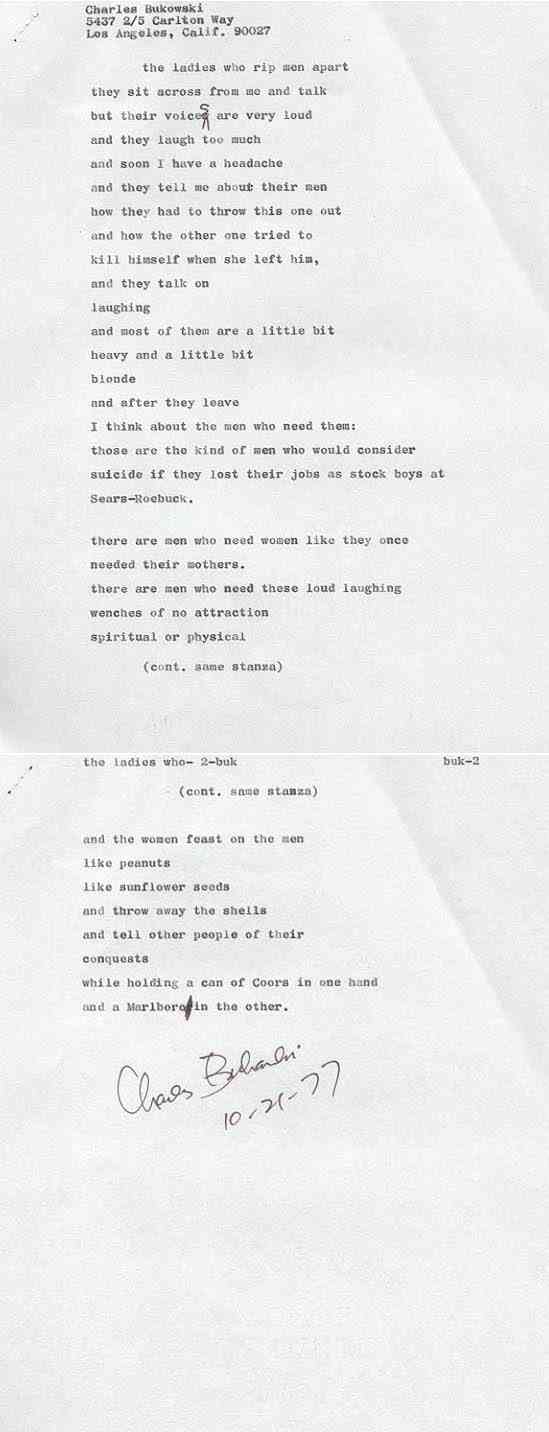 Charles Bukowski
5437 2/5 Carlton Way
Los Angeles, Calif. 90027
the ladies who rip men apart
they sit across from me and talk
but their voices are very loud
and they laugh too much
and soon I have a headache
and they tell me about their men
how they had to throw this one out
and how the other one tried to
kill himself when she left him,
and they talk on
laughing
and most of them are a little bit
heavy and a little bit
blonde
and after they leave
I think about the men who need them:
those are the kind of men who would consider
suicide if they lost their jobs as stock boys at
Sears-Roebuck.
there are men who need women like they once
needed their mothers.
there are men who need these loud laughing
wenches of no attraction
spiritual or physical
(cont. same stanza)
the ladies who- 2-buk buk-2
(cont. same stanza)
and the women feast on the men
like peanuts
like sunflower seeds
and throw away the shells
and tell other people of their
conquests
while holding a can of Coors in one hand
and a Marlboro in the other.
Charles Bukowski
10-21-77